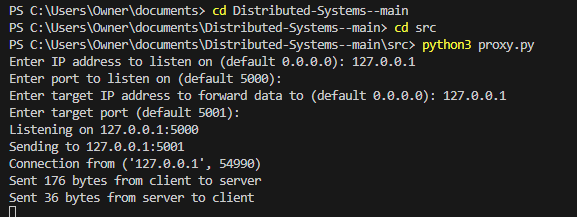 PS C:\Users\Owner\documents> cd Distributed-Systems--main
PS C:\Users\Owner\documents\Distributed-Systems--main> cd src
PS C:\Users\Owner\documents\Distributed-Systems--main\src> python3 proxy.py
Enter IP address to listen on (default 0.0.0.0): 127.0.0.1
Enter port to listen on (default 5000):
Enter target IP address to forward data to (default 0.0.0.0): 127.0.0.1
Enter target port (default 5001):
Listening on 127.0.0.1:5000
Sending to 127.0.0.1:5001
Connection from ('127.0.0.1', 54990)
Sent 176 bytes from client to server
Sent 36 bytes from server to client